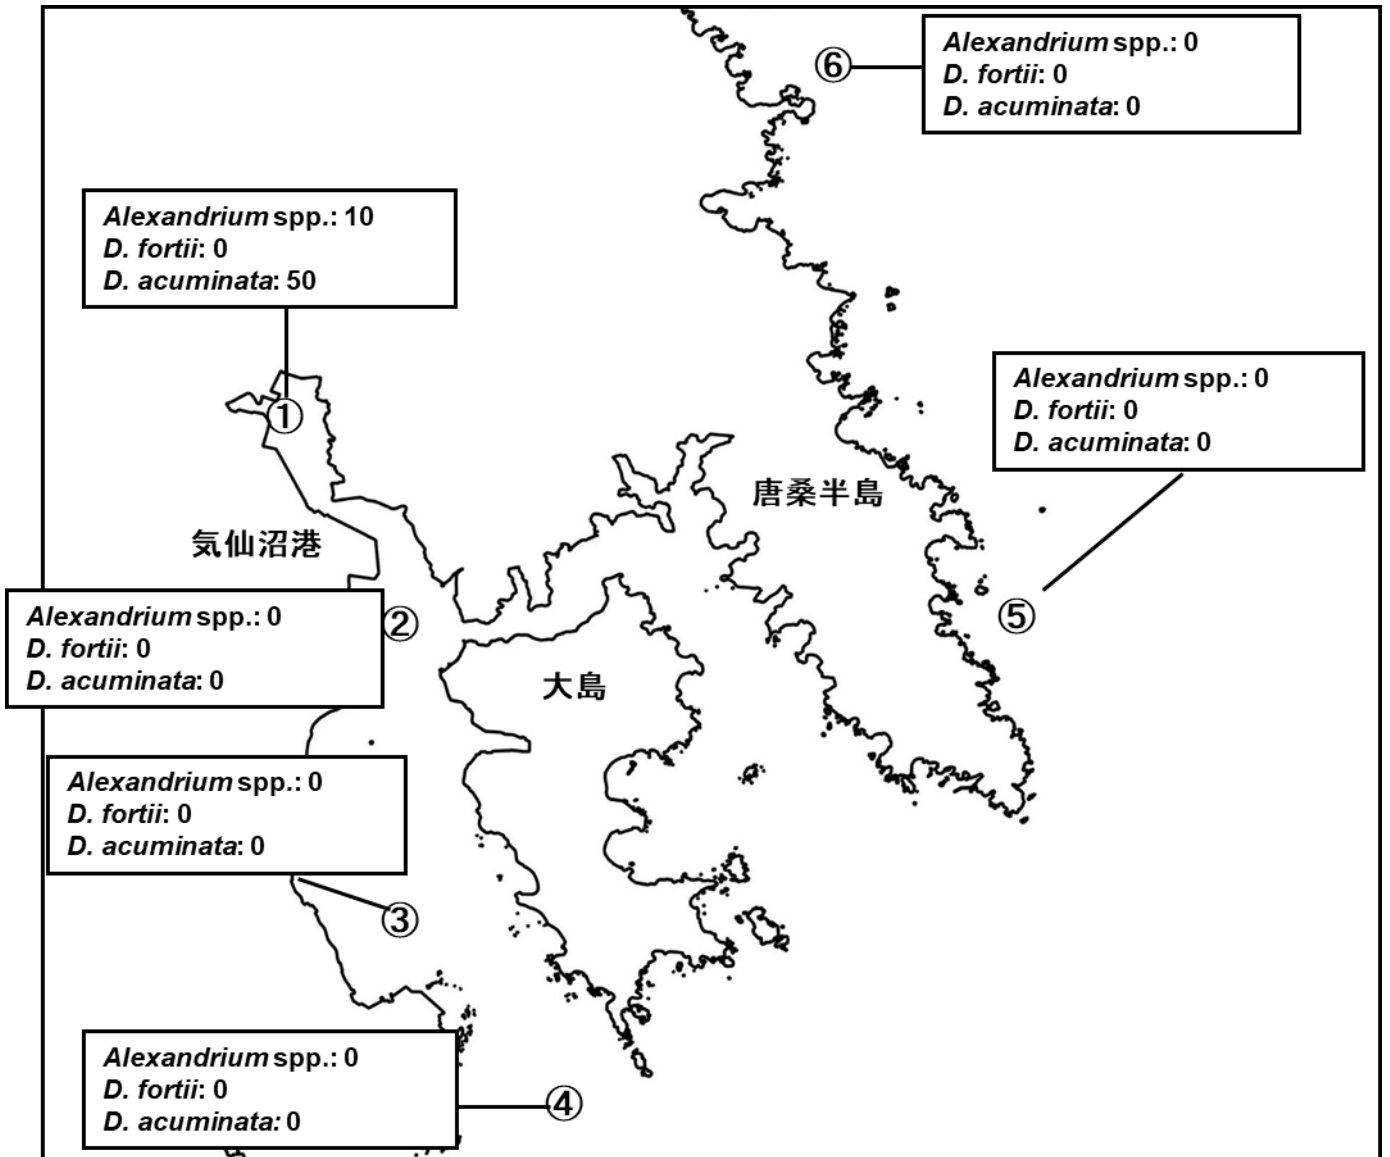 ⑥
Alexandrium spp.: 0
D. fortii: 0
D. acuminata: 0
Alexandrium spp.: 10
D. fortii: 0
D. acuminata: 50
①
Alexandrium spp.: 0
D. fortii: 0
D. acuminata: 0
唐桑半島
気仙沼港
⑤
Alexandrium spp.: 0
D. fortii: 0
D. acuminata: 0
②
大島
Alexandrium spp.: 0
D. fortii: 0
D. acuminata: 0
③
Alexandrium spp.: 0
D. fortii: 0
D. acuminata: 0
④